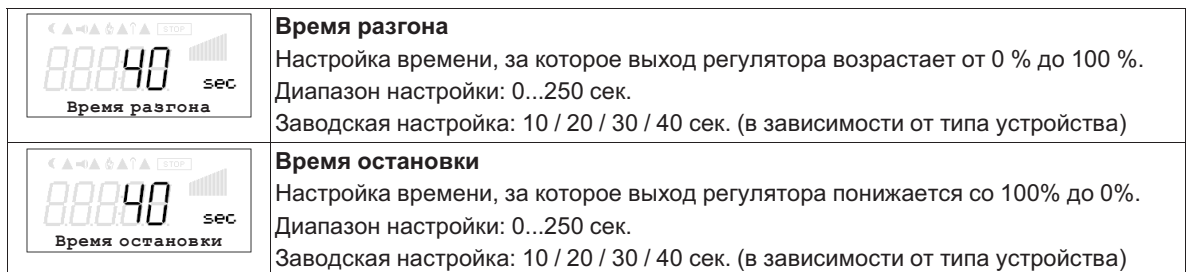 STOP
40
sec
Время разгона
Время разгона
Настройка времени, за которое выход регулятора возрастает от 0 % до 100 %.
Диапазон настройки: 0...250 сек.
Заводская настройка: 10 / 20 / 30 / 40 сек. (в зависимости от типа устройства)
STOP
40
sec
Время остановки
Время остановки
Настройка времени, за которое выход регулятора понижается со 100% до 0%.
Диапазон настройки: 0...250 сек.
Заводская настройка: 10 / 20 / 30 / 40 сек. (в зависимости от типа устройства)